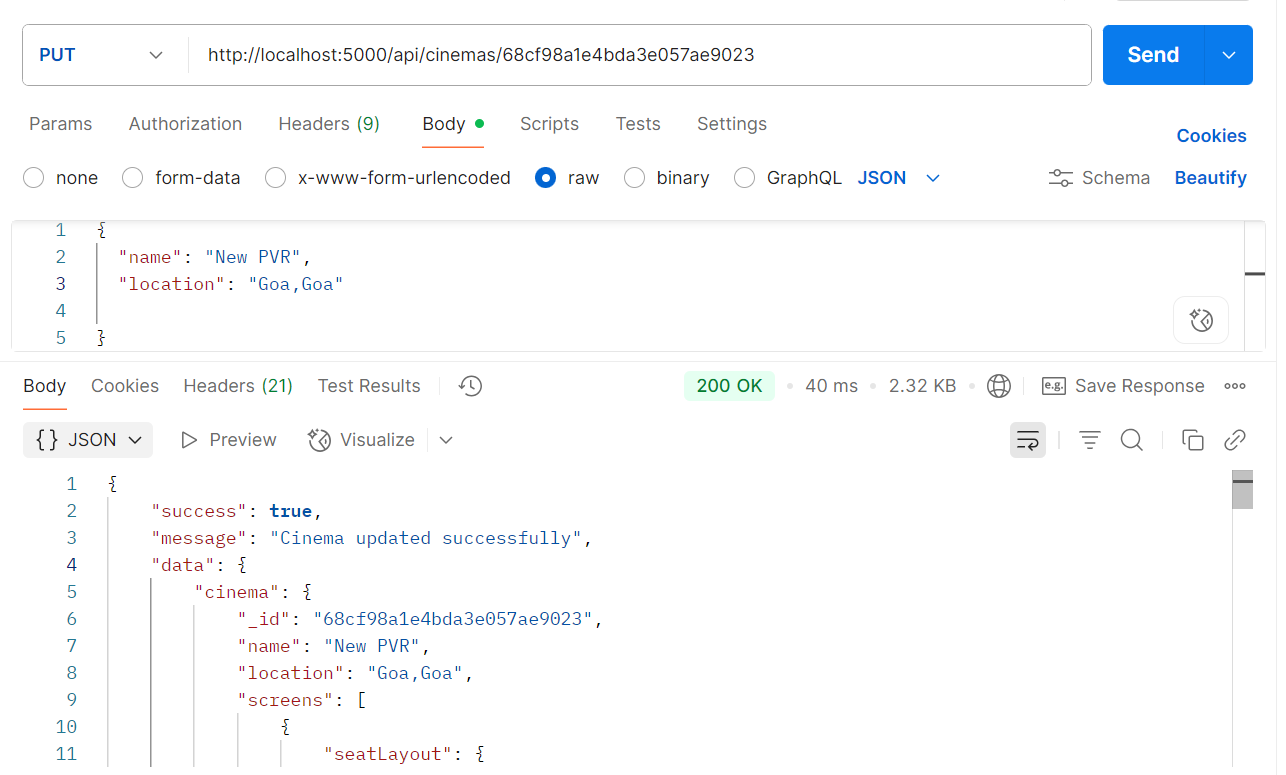 PUT http://localhost:5000/api/cinemas/68cf98a1e4bda3e057ae9023 Send
Params Authorization Headers (9) Body Scripts Tests Settings Cookies
none form-data x-www-form-urlencoded raw binary GraphQL JSON Schema Beautify
1 {
2 "name": "New PVR",
3 "location": "Goa,Goa"
4
5 }
Body Cookies Headers (21) Test Results 200 OK 40 ms 2.32 KB e.g. Save Response
{} JSON Preview Visualize
1 {
2 "success": true,
3 "message": "Cinema updated successfully",
4 "data": {
5 "cinema": {
6 "_id": "68cf98a1e4bda3e057ae9023",
7 "name": "New PVR",
8 "location": "Goa,Goa",
9 "screens": [
10 {
11 "seatLayout": {